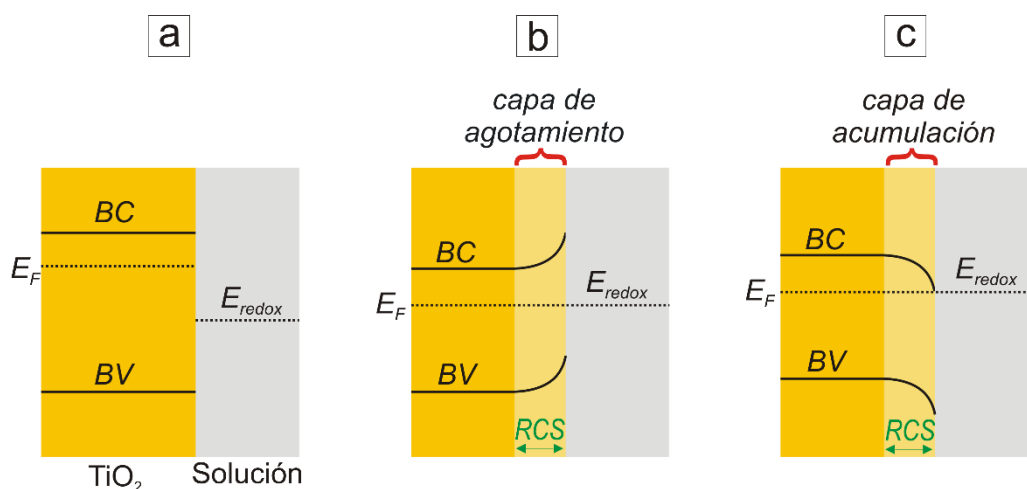 a
b
c
capa de
agotamiento
capa de
acumulación
BC
E_F
E_redox
BV
TiO₂
Solución
BC
E_F
E_redox
BV
RCS
BC
E_F
E_redox
BV
RCS